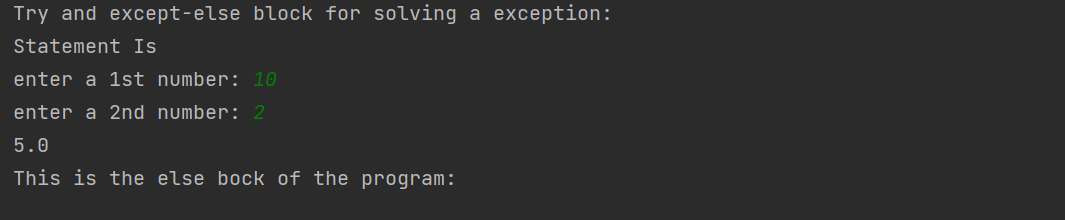 Try and except-else block for solving a exception:
Statement Is
enter a 1st number: 10
enter a 2nd number: 2
5.0
This is the else bock of the program: